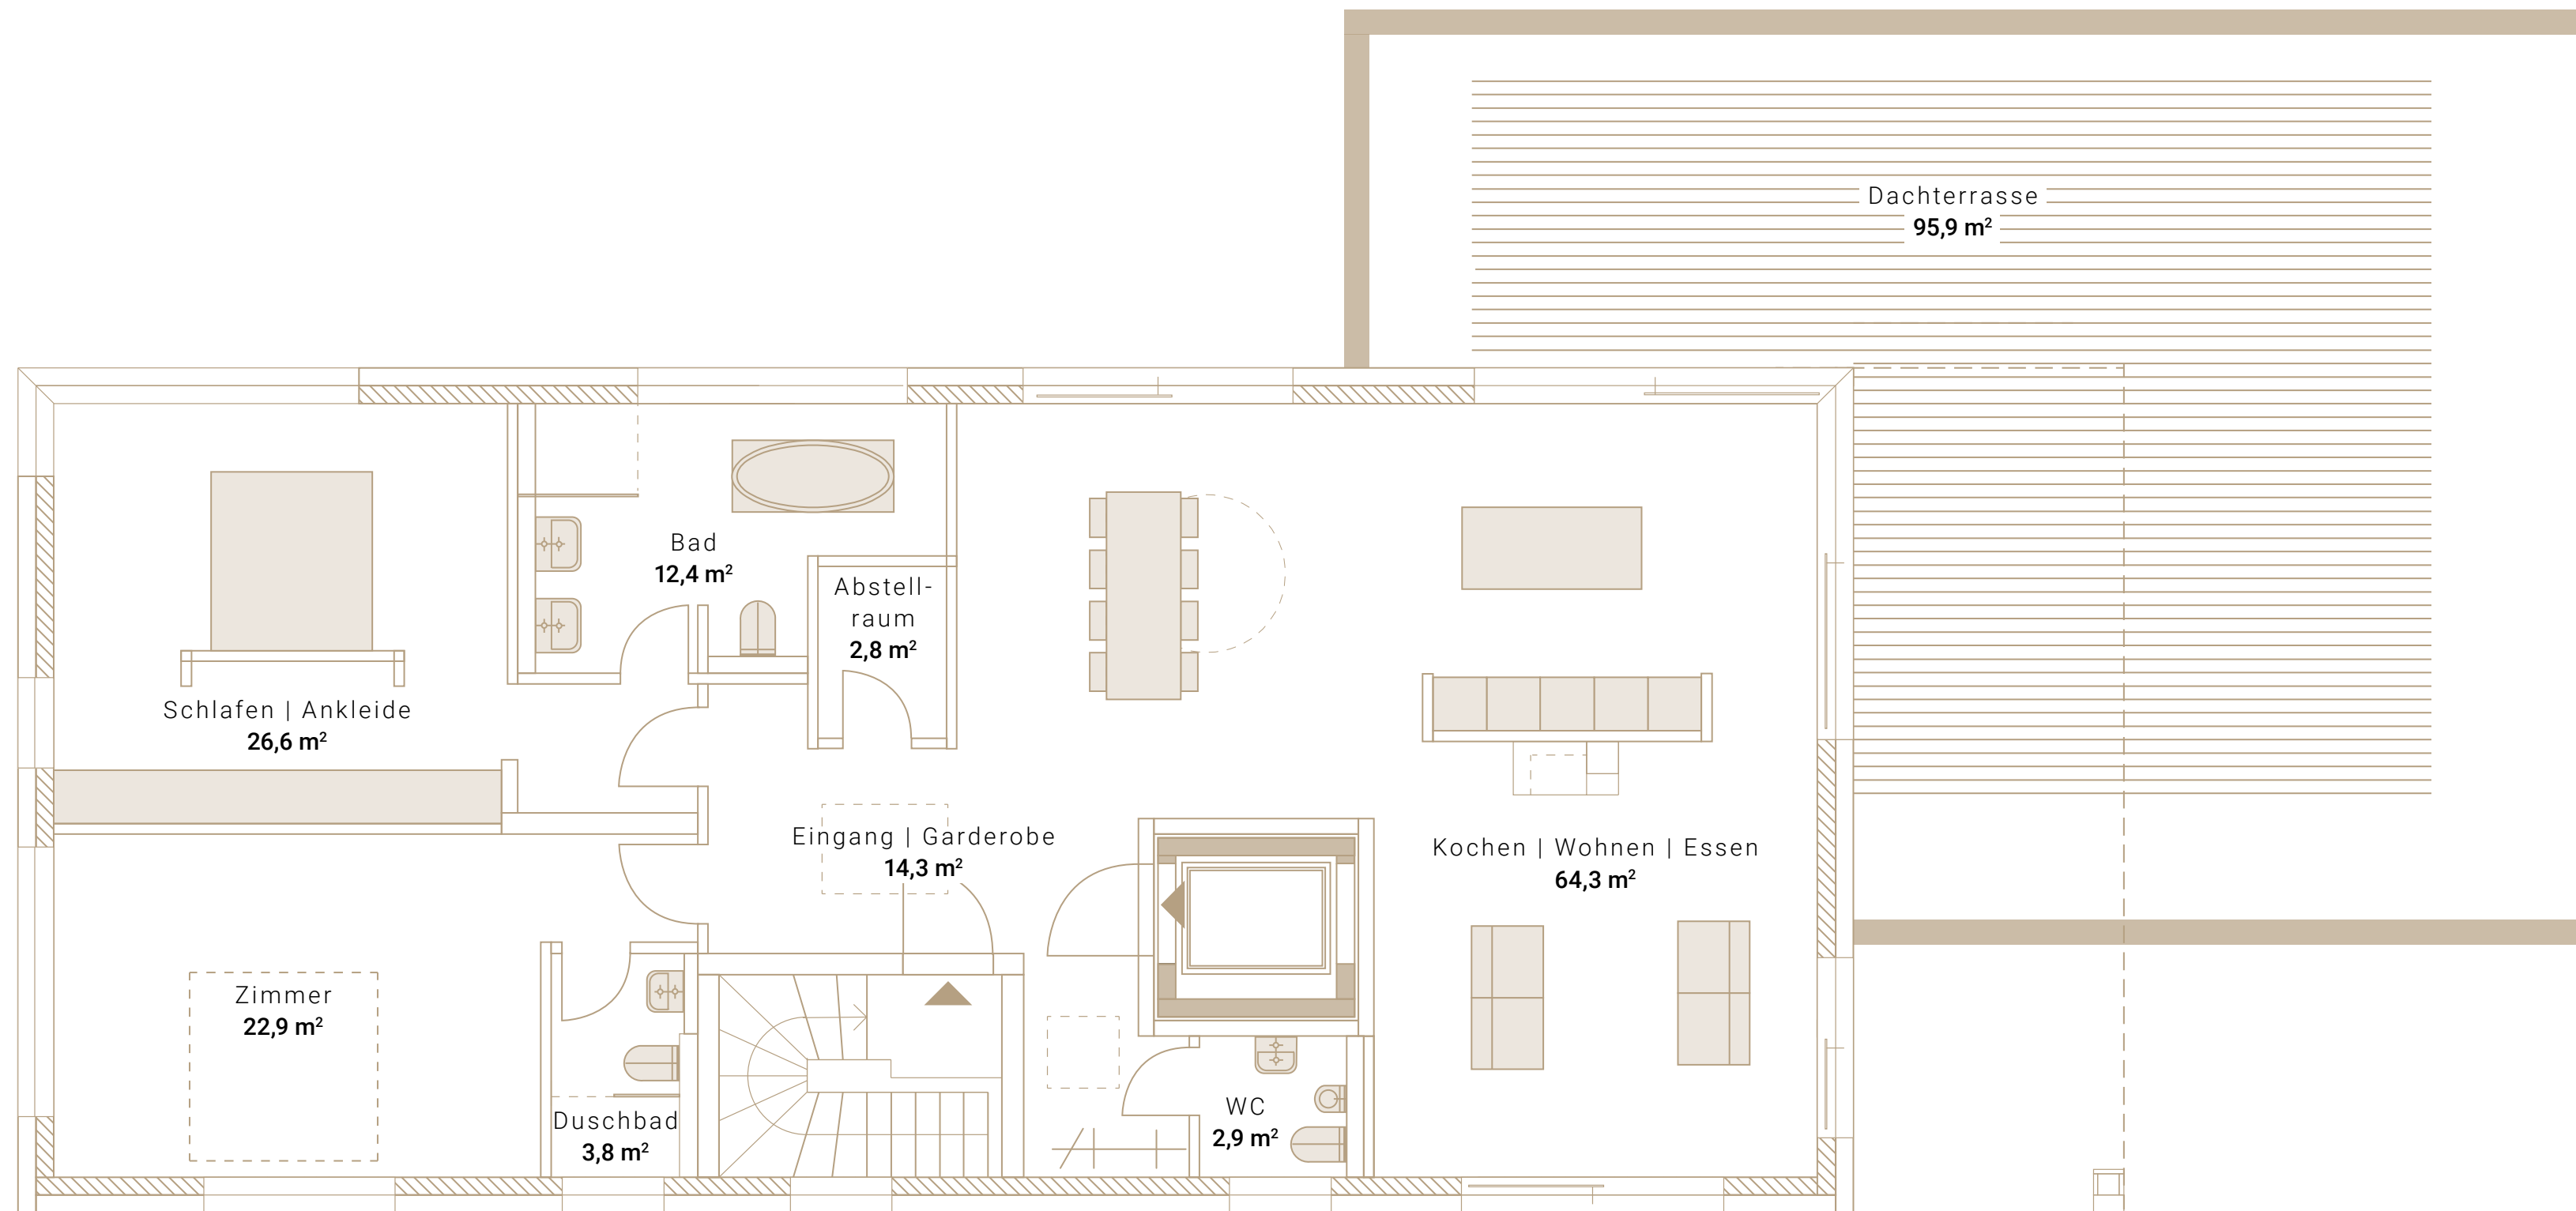 Dachterrasse
95,9 m²
Bad
12,4 m²
Abstell-
raum
2,8 m²
Schlafen | Ankleide
26,6 m²
Eingang | Garderobe
14,3 m²
Kochen | Wohnen | Essen
64,3 m²
Zimmer
22,9 m²
Duschbad
3,8 m²
WC
2,9 m²